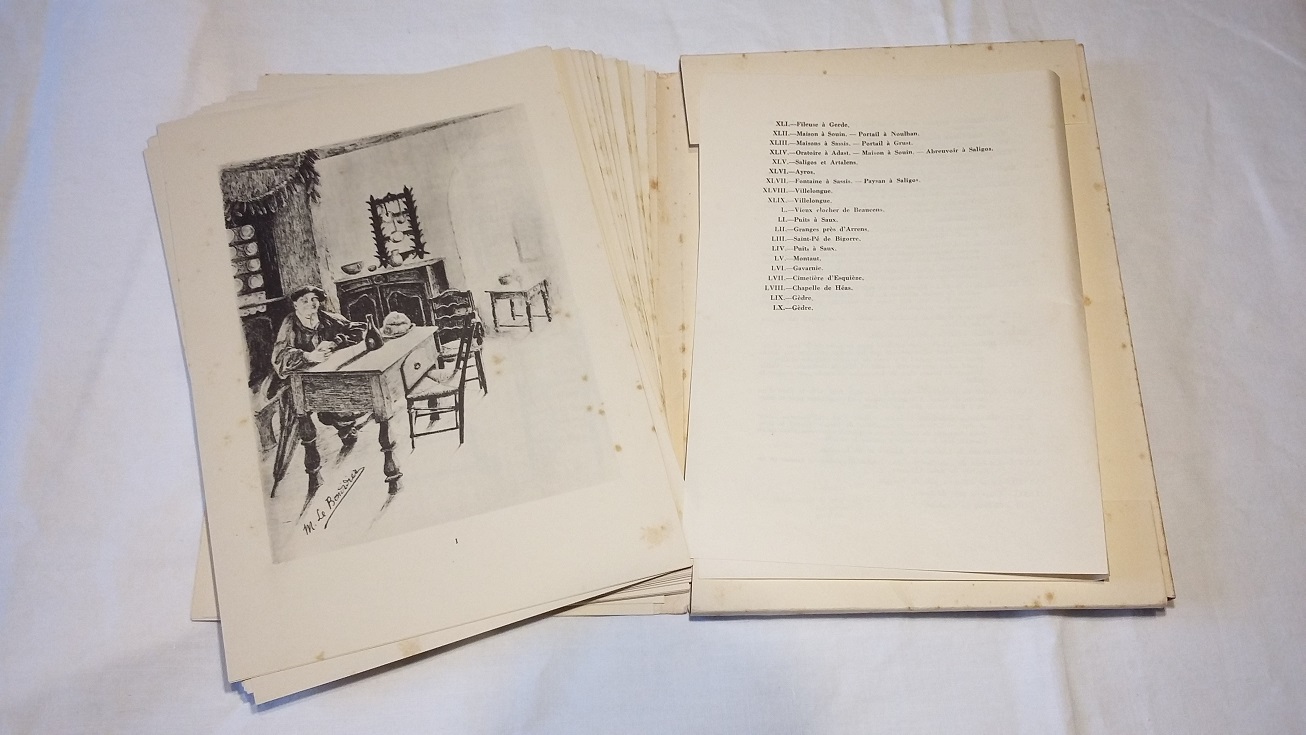 M. Le Bondidier
I
XLI.—Fileuse à Gerde.
XLII.—Maison à Souin. — Portail à Naulhan.
XLIII.—Maisons à Sassis. — Portail à Grust.
XLIV.—Oratoire à Adast. — Maison à Souin. — Abreuvoir à Saligos.
XLV.—Saligos et Artalens.
XLVI.—Ayros.
XLVII.—Fontaine à Sassis. — Paysan à Saligos.
XLVIII.—Villelongue.
XLIX.—Villelongue.
L.—Vieux clocher de Beaucens.
LI.—Puits à Saux.
LII.—Granges près d'Arrens.
LIII.—Saint-Pé de Bigorre.
LIV.—Puits à Saux.
LV.—Montaut.
LVI.—Gavarnie.
LVII.—Cimetière d'Esquièze.
LVIII.—Chapelle de Héas.
LIX.—Gèdre.
LX.—Gèdre.